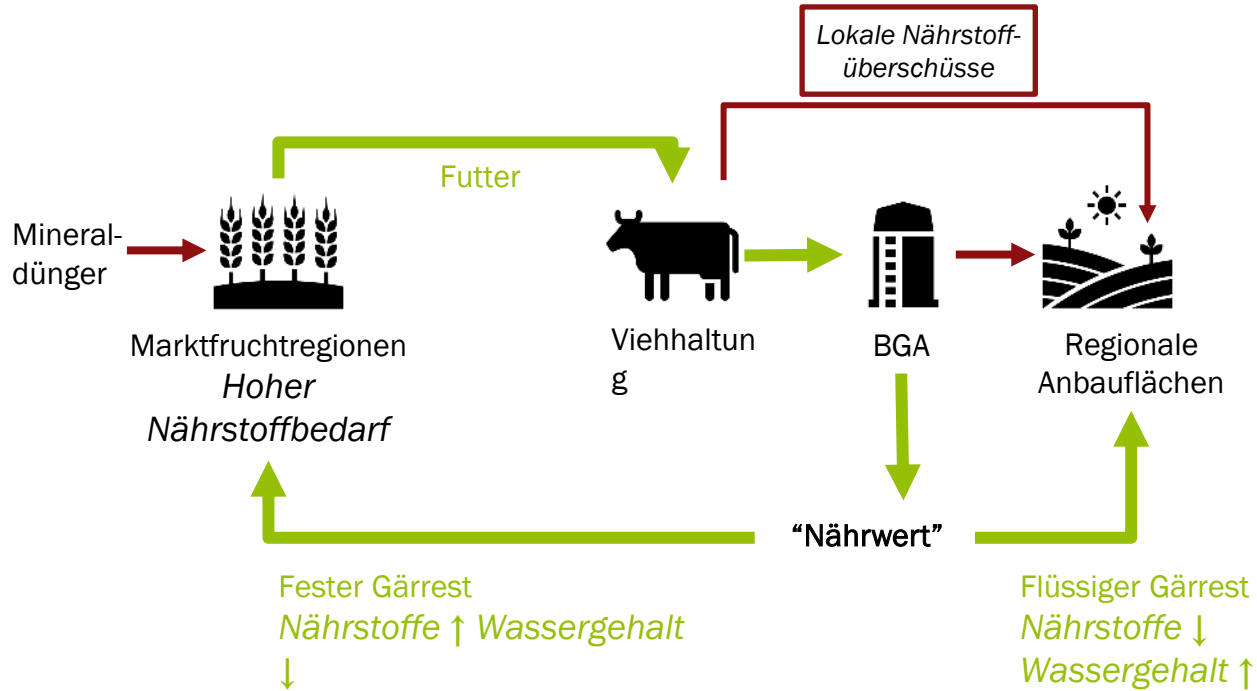 Lokale Nährstoff-
überschüsse
Futter
Mineral-
dünger
Marktfruchtregionen
Hoher
Nährstoffbedarf
Viehhaltun
g
BGA
Regionale
Anbauflächen
“Nährwert”
Fester Gärrest
Nährstoffe ↑ Wassergehalt
↓
Flüssiger Gärrest
Nährstoffe ↓
Wassergehalt ↑